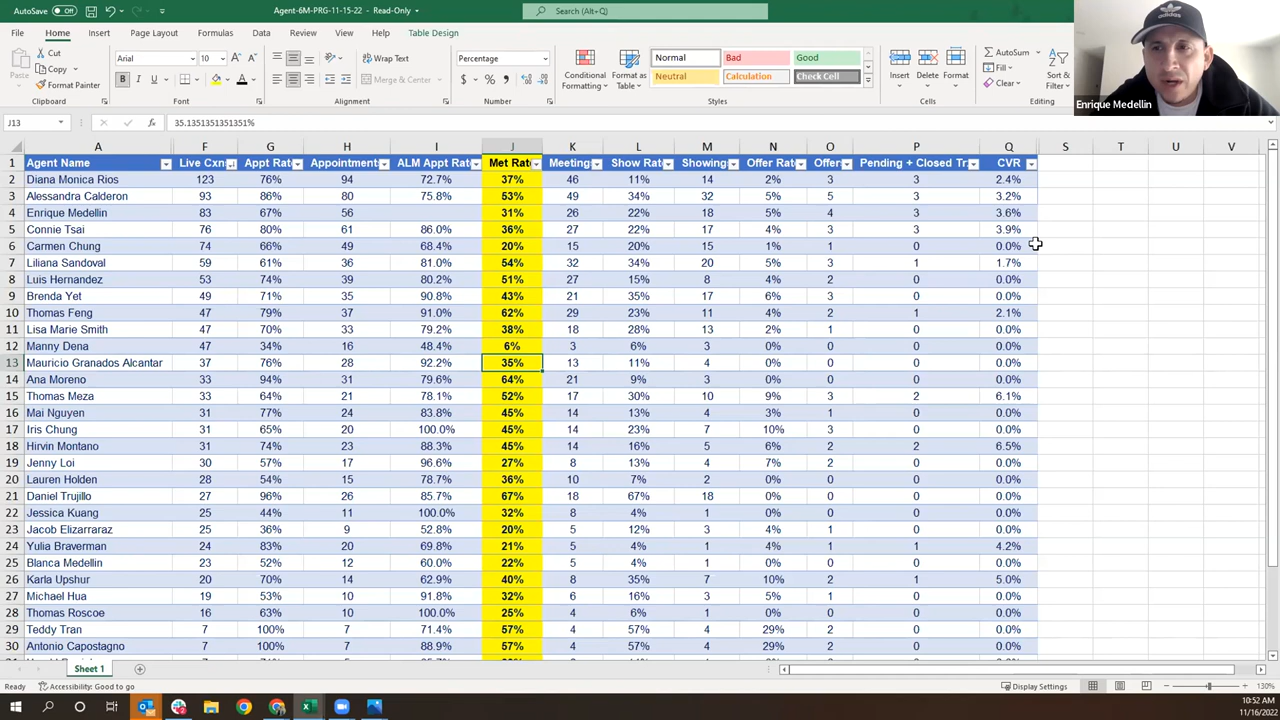 AutoSave Off Agent-6M-PRG-11-15-22 - Read-Only Search (Alt+Q)
File Home Insert Page Layout Formulas Data Review View Help Table Design
Cut
Copy
Format Painter
Paste
Clipboard
Arial 10
Font
Wrap Text
Merge & Center
Alignment
Percentage
Number
Conditional Formatting
Format as Table
Normal Bad Good
Neutral Calculation Check Cell
Styles
Insert Delete Format
Cells
AutoSum
Fill
Clear
Sort &
Editing
Enrique Medellin
J13 35.1351351351351%
A F G H I J K L M N O P Q S T U V
1 Agent Name Live Cxns Appt Rat Appointment ALM Appt Rat Met Rat Meeting Show Rat Showing Offer Rat Offer Pending + Closed Tr CVR
2 Diana Monica Rios 123 76% 94 72.7% 37% 46 11% 14 2% 3 3 2.4%
3 Alessandra Calderon 93 86% 80 75.8% 53% 49 34% 32 5% 5 3 3.2%
4 Enrique Medellin 83 67% 56 31% 26 22% 18 5% 4 3 3.6%
5 Connie Tsai 76 80% 61 86.0% 36% 27 22% 17 4% 3 3 3.9%
6 Carmen Chung 74 66% 49 68.4% 20% 15 20% 15 1% 1 0 0.0%
7 Liliana Sandoval 59 61% 36 81.0% 54% 32 34% 20 5% 3 1 1.7%
8 Luis Hernandez 53 74% 39 80.2% 51% 27 15% 8 4% 2 0 0.0%
9 Brenda Yet 49 71% 35 90.8% 43% 21 35% 17 6% 3 0 0.0%
10 Thomas Feng 47 79% 37 91.0% 62% 29 23% 11 4% 2 1 2.1%
11 Lisa Marie Smith 47 70% 33 79.2% 38% 18 28% 13 2% 1 0 0.0%
12 Manny Dena 47 34% 16 48.4% 6% 3 6% 3 0% 0 0 0.0%
13 Mauricio Granados Alcantar 37 76% 28 92.2% 35% 13 11% 4 0% 0 0 0.0%
14 Ana Moreno 33 94% 31 79.6% 64% 21 9% 3 0% 0 0 0.0%
15 Thomas Meza 33 64% 21 78.1% 52% 17 30% 10 9% 3 2 6.1%
16 Mai Nguyen 31 77% 24 83.8% 45% 14 13% 4 3% 1 0 0.0%
17 Iris Chung 31 65% 20 100.0% 45% 14 23% 7 10% 3 0 0.0%
18 Hirvin Montano 31 74% 23 88.3% 45% 14 16% 5 6% 2 2 6.5%
19 Jenny Loi 30 57% 17 96.6% 27% 8 13% 4 7% 2 0 0.0%
20 Lauren Holden 28 54% 15 78.7% 36% 10 7% 2 0% 0 0 0.0%
21 Daniel Trujillo 27 96% 26 85.7% 67% 18 67% 18 0% 0 0 0.0%
22 Jessica Kuang 25 44% 11 100.0% 32% 8 4% 1 0% 0 0 0.0%
23 Jacob Elizarraraz 25 36% 9 52.8% 20% 5 12% 3 4% 1 0 0.0%
24 Yulia Braverman 24 83% 20 69.8% 21% 5 4% 1 4% 1 1 4.2%
25 Blanca Medellin 23 52% 12 60.0% 22% 5 4% 1 0% 0 0 0.0%
26 Karla Upshur 20 70% 14 62.9% 40% 8 35% 7 10% 2 1 5.0%
27 Michael Hua 19 53% 10 91.8% 32% 6 16% 3 5% 1 0 0.0%
28 Thomas Roscoe 16 63% 10 100.0% 25% 4 6% 1 0% 0 0 0.0%
29 Teddy Tran 7 100% 7 71.4% 57% 4 57% 4 29% 2 0 0.0%
30 Antonio Capostagno 7 100% 7 88.9% 57% 4 57% 4 29% 2 0 0.0%
Sheet 1
Ready Accessibility: Good to go Display Settings 130%
10:52 AM
11/16/2022